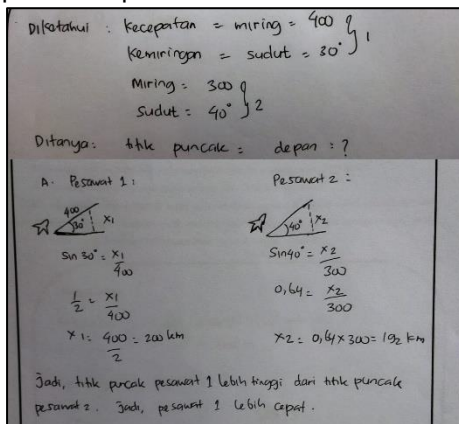 Diketahui : kecepatan = miring = 400 } 1
Kemiringan = sudut = 30°
Miring = 300 } 2
Sudut = 40°
Ditanya : titik puncak = depan = ?
A. Pesawat 1 : Pesawat 2 :
400 30° x1 40° x2
Sin 30° = x1/400 Sin 40° = x2/300
1/2 = x1/400 0,64 = x2/300
x1 = 400/2 = 200 km x2 = 0,64 x 300 = 192 km
Jadi, titik puncak pesawat 1 lebih tinggi dari titik puncak
pesawat 2. Jadi, pesawat 1 lebih cepat.